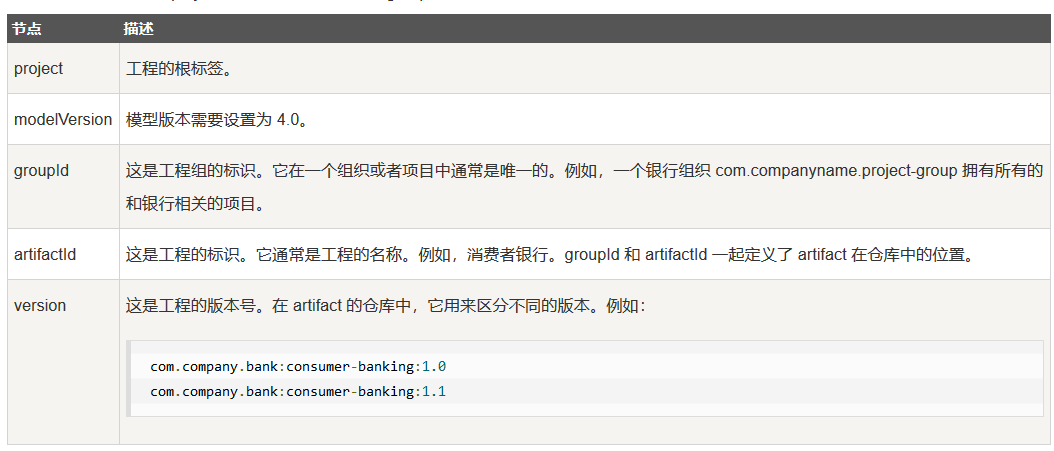 节点 描述
project 工程的根标签。
modelVersion 模型版本需要设置为 4.0。
groupId 这是工程组的标识。它在一个组织或者项目中通常是唯一的。例如，一个银行组织 com.companyname.project-group 拥有所有的
和银行相关的项目。
artifactId 这是工程的标识。它通常是工程的名称。例如，消费者银行。groupId 和 artifactId 一起定义了 artifact 在仓库中的位置。
version 这是工程的版本号。在 artifact 的仓库中，它用来区分不同的版本。例如：
com.company.bank:consumer-banking:1.0
com.company.bank:consumer-banking:1.1